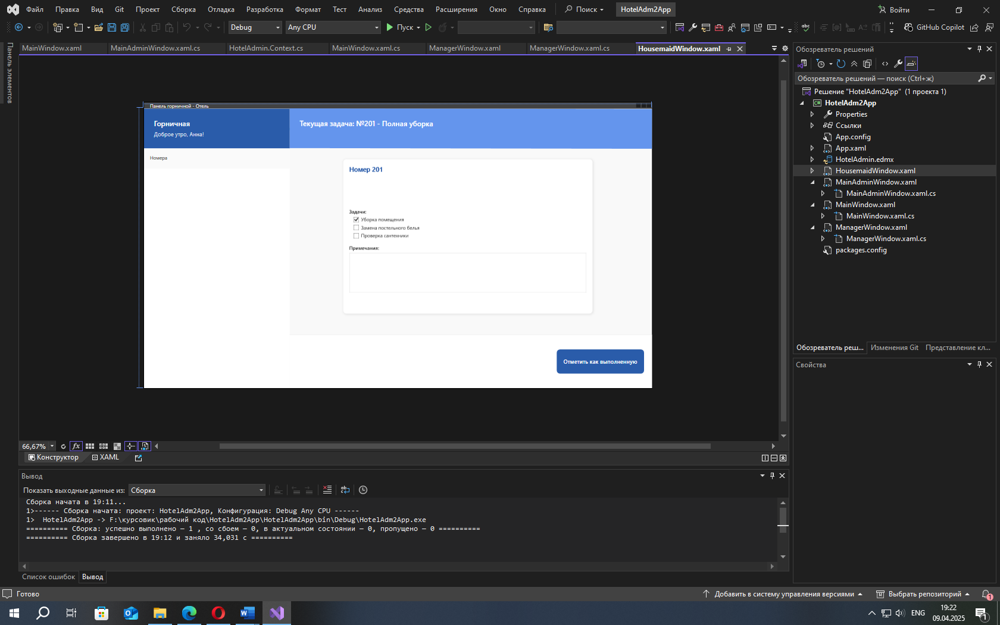 Файл Правка Вид Git Проект Сборка Отладка Разработка Формат Тест Анализ Средства Расширения Окно Справка Поиск HotelAdm2App Войти
Debug Any CPU Пуск GitHub Copilot
Панель элементов
MainWindow.xaml MainAdminWindow.xaml.cs HotelAdmin.Context.cs MainWindow.xaml.cs ManagerWindow.xaml ManagerWindow.xaml.cs HousemaidWindow.xaml
Панель горничной - Отель
Горничная
Доброе утро, Анна!
Текущая задача: №201 - Полная уборка
Номера
Номер 201
Задачи:
Уборка помещения
Замена постельного белья
Проверка сантехники
Примечания:
Отметить как выполненную
66,67%
Конструктор XAML
Вывод
Показать выходные данные из: Сборка
Сборка начата в 19:11...
1>------ Сборка начата: проект: HotelAdm2App, Конфигурация: Debug Any CPU ------
1>  HotelAdm2App -> F:\курсовик\рабочий код\HotelAdm2App\HotelAdm2App\bin\Debug\HotelAdm2App.exe
========== Сборка: успешно выполнено — 1 , со сбоем — 0, в актуальном состоянии — 0, пропущено — 0 ==========
========== Сборка завершено в 19:12 и заняло 34,031 с ==========
Список ошибок Вывод
Обозреватель решений
Обозреватель решений — поиск (Ctrl+ж)
Решение "HotelAdm2App" (1 проекта 1)
HotelAdm2App
Properties
Ссылки
App.config
App.xaml
HotelAdmin.edmx
HousemaidWindow.xaml
MainAdminWindow.xaml
MainAdminWindow.xaml.cs
MainWindow.xaml
MainWindow.xaml.cs
ManagerWindow.xaml
ManagerWindow.xaml.cs
packages.config
Обозреватель реш... Изменения Git Представление кл...
Свойства
Готово Добавить в систему управления версиями Выбрать репозиторий 1
ENG 19:22
09.04.2025 1